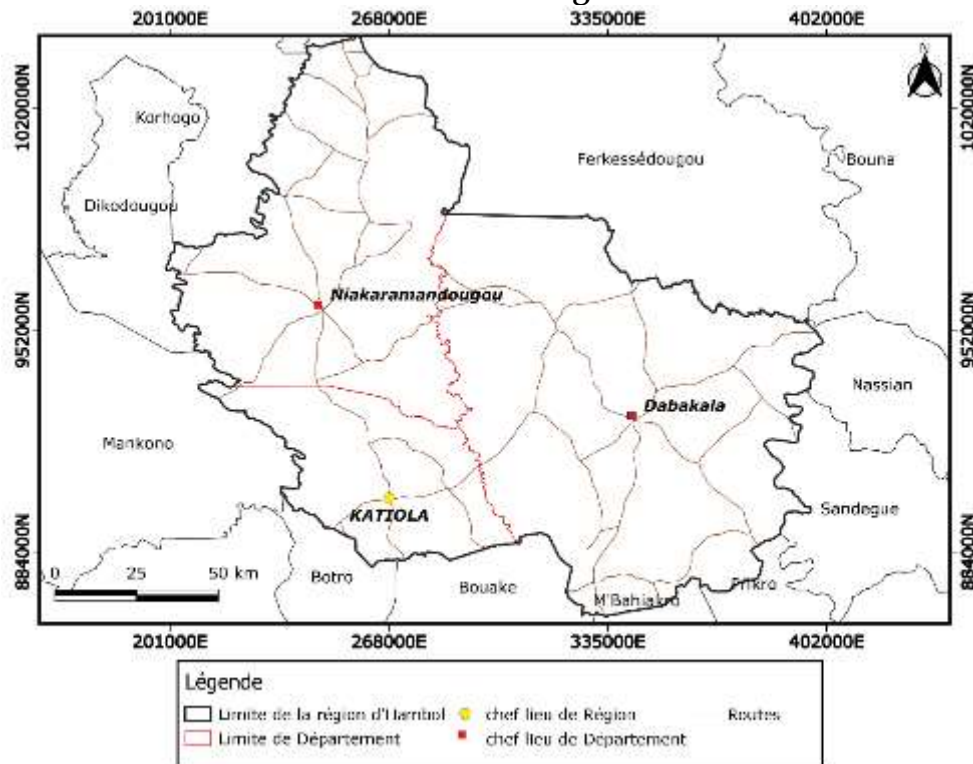 201000E 268000E 335000E 402000E
N
1020000N
1020000N
Korhogo
Ferkessédougou
Bouna
Dikodougou
Niakaramandougou
952000N
952000N
Nassian
Dabakala
Mankono
KATIOLA
Sandegue
884000N
884000N
0 25 50 km
Botro
Bouake
M'Bahiakro
Prikro
201000E 268000E 335000E 402000E
Légende
Limite de la région d'Hambol
chef lieu de Région
Routes
Limite de Département
chef lieu de Département